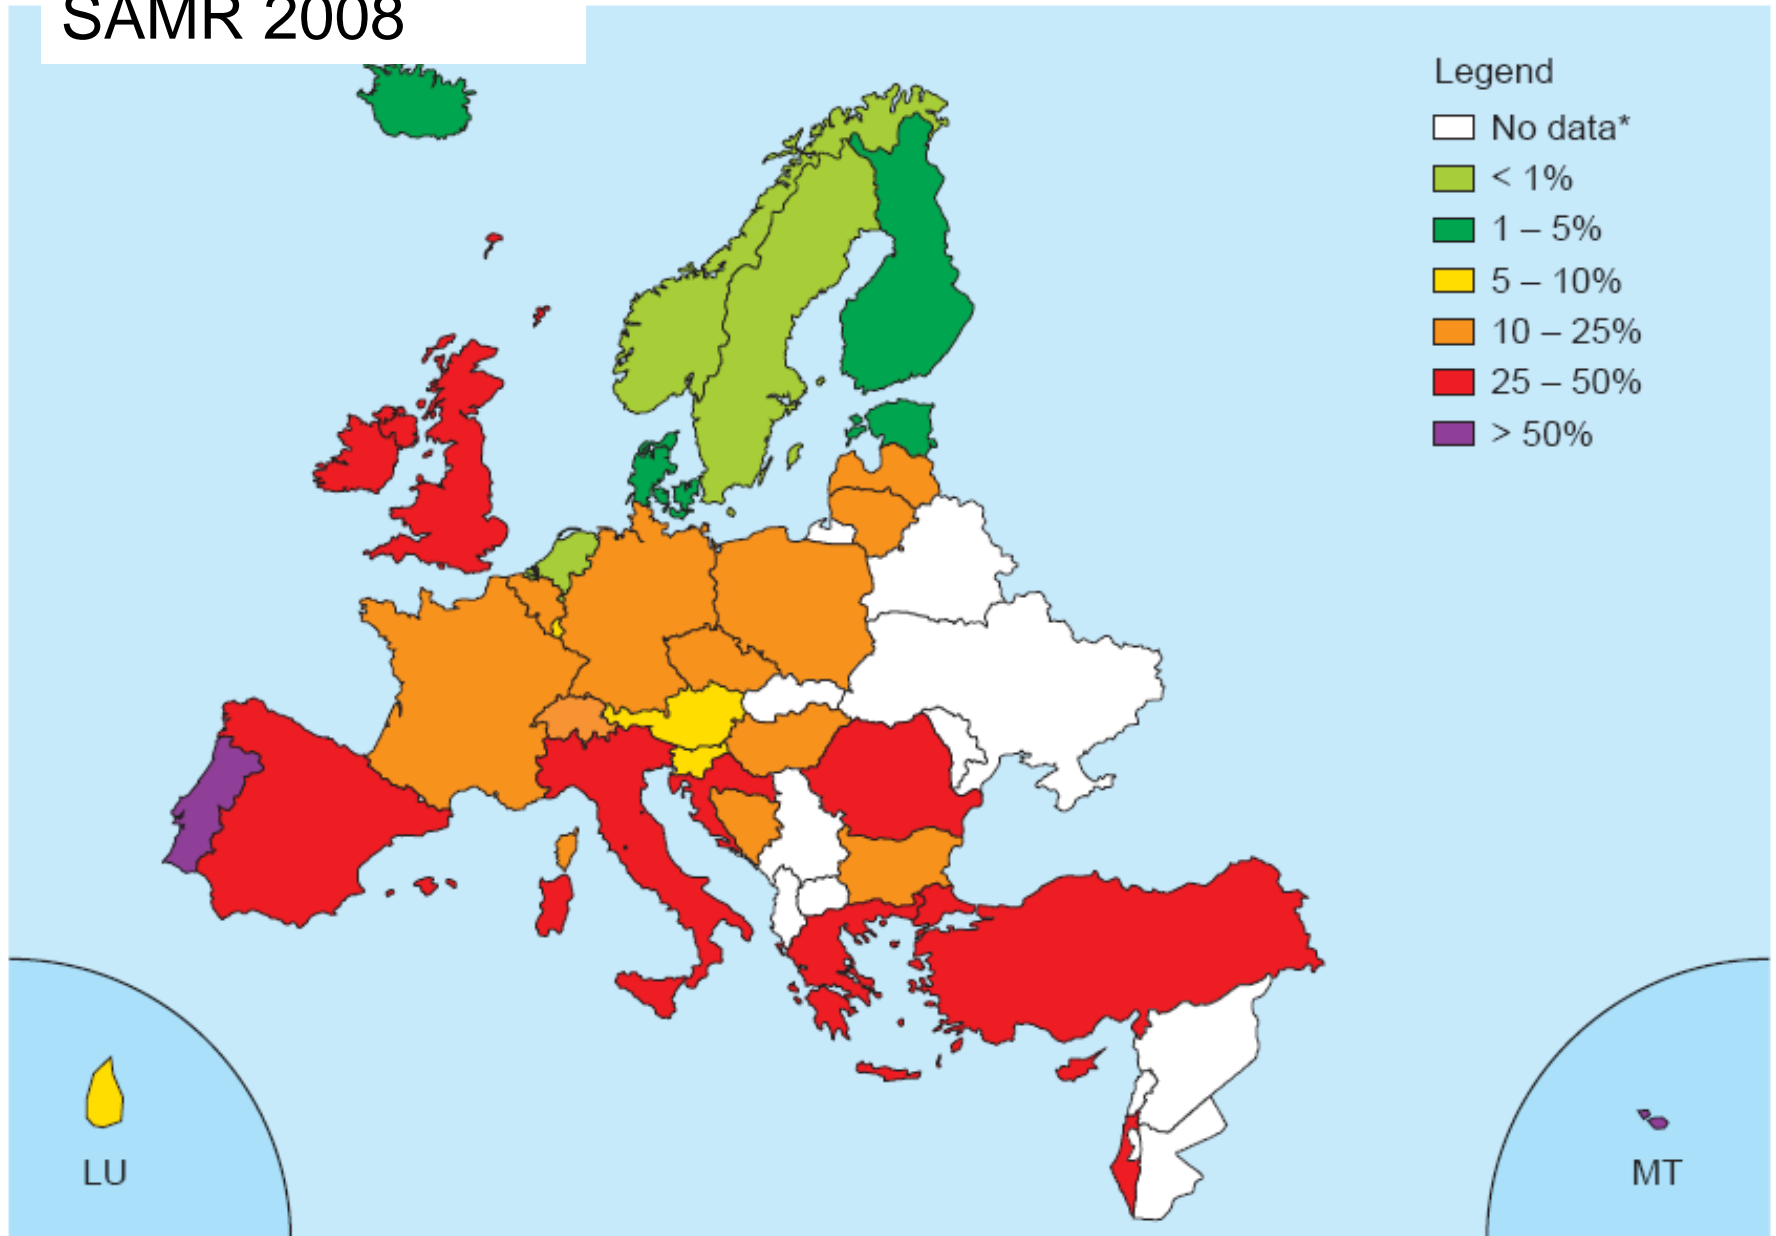 SAMR 2008
Legend
No data*
< 1%
1 – 5%
5 – 10%
10 – 25%
25 – 50%
> 50%
LU
MT